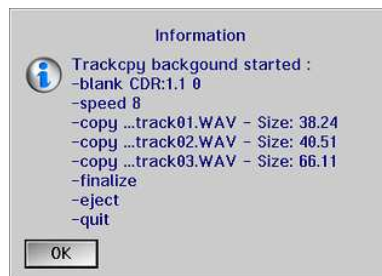 Information
Trackcpy backgound started :
-blank CDR:1.1 0
-speed 8
-copy ...track01.WAV - Size: 38.24
-copy ...track02.WAV - Size: 40.51
-copy ...track03.WAV - Size: 66.11
-finalize
-eject
-quit
OK